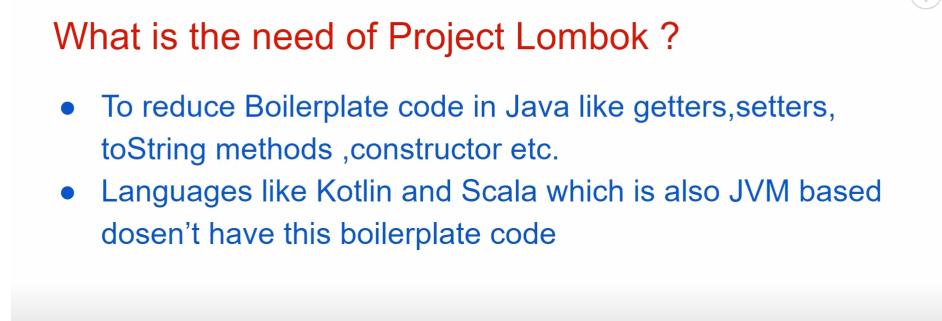 What is the need of Project Lombok ?
● To reduce Boilerplate code in Java like getters,setters,
toString methods ,constructor etc.
● Languages like Kotlin and Scala which is also JVM based
dosen’t have this boilerplate code